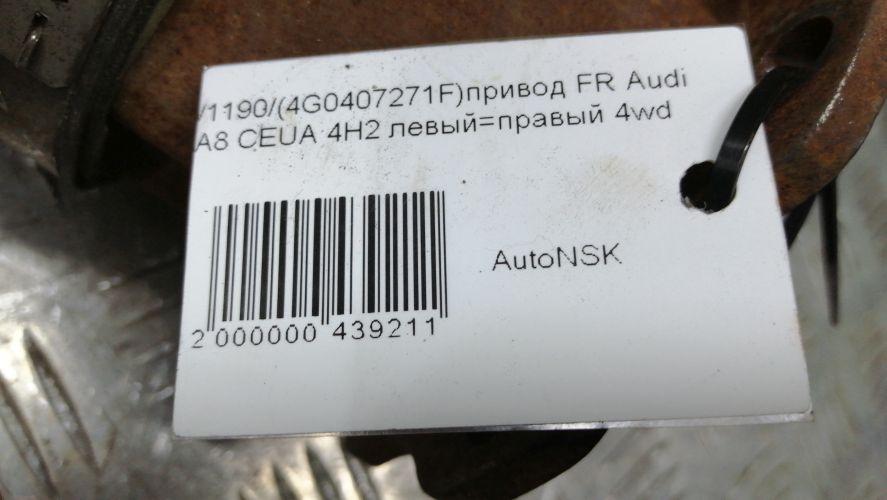 /1190/(4G0407271F)привод FR Audi
A8 CEUA 4H2 левый=правый 4wd
AutoNSK
2 000000 439211